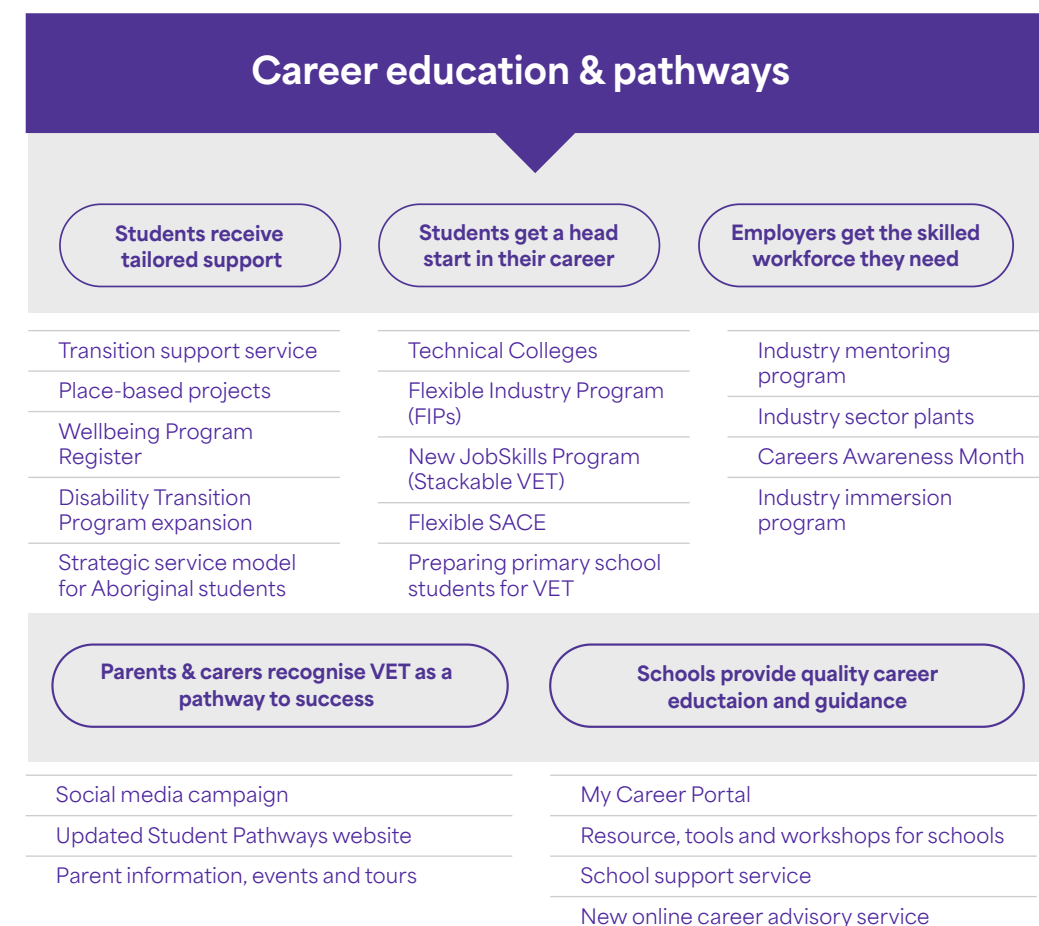 Career education & pathways
Students receive
tailored support
Students get a head
start in their career
Employers get the skilled
workforce they need
Transition support service
Place-based projects
Wellbeing Program
Register
Disability Transition
Program expansion
Strategic service model
for Aboriginal students
Technical Colleges
Flexible Industry Program
(FIPs)
New JobSkills Program
(Stackable VET)
Flexible SACE
Preparing primary school
students for VET
Industry mentoring
program
Industry sector plants
Careers Awareness Month
Industry immersion
program
Parents & carers recognise VET as a
pathway to success
Schools provide quality career
eductaion and guidance
Social media campaign
Updated Student Pathways website
Parent information, events and tours
My Career Portal
Resource, tools and workshops for schools
School support service
New online career advisory service